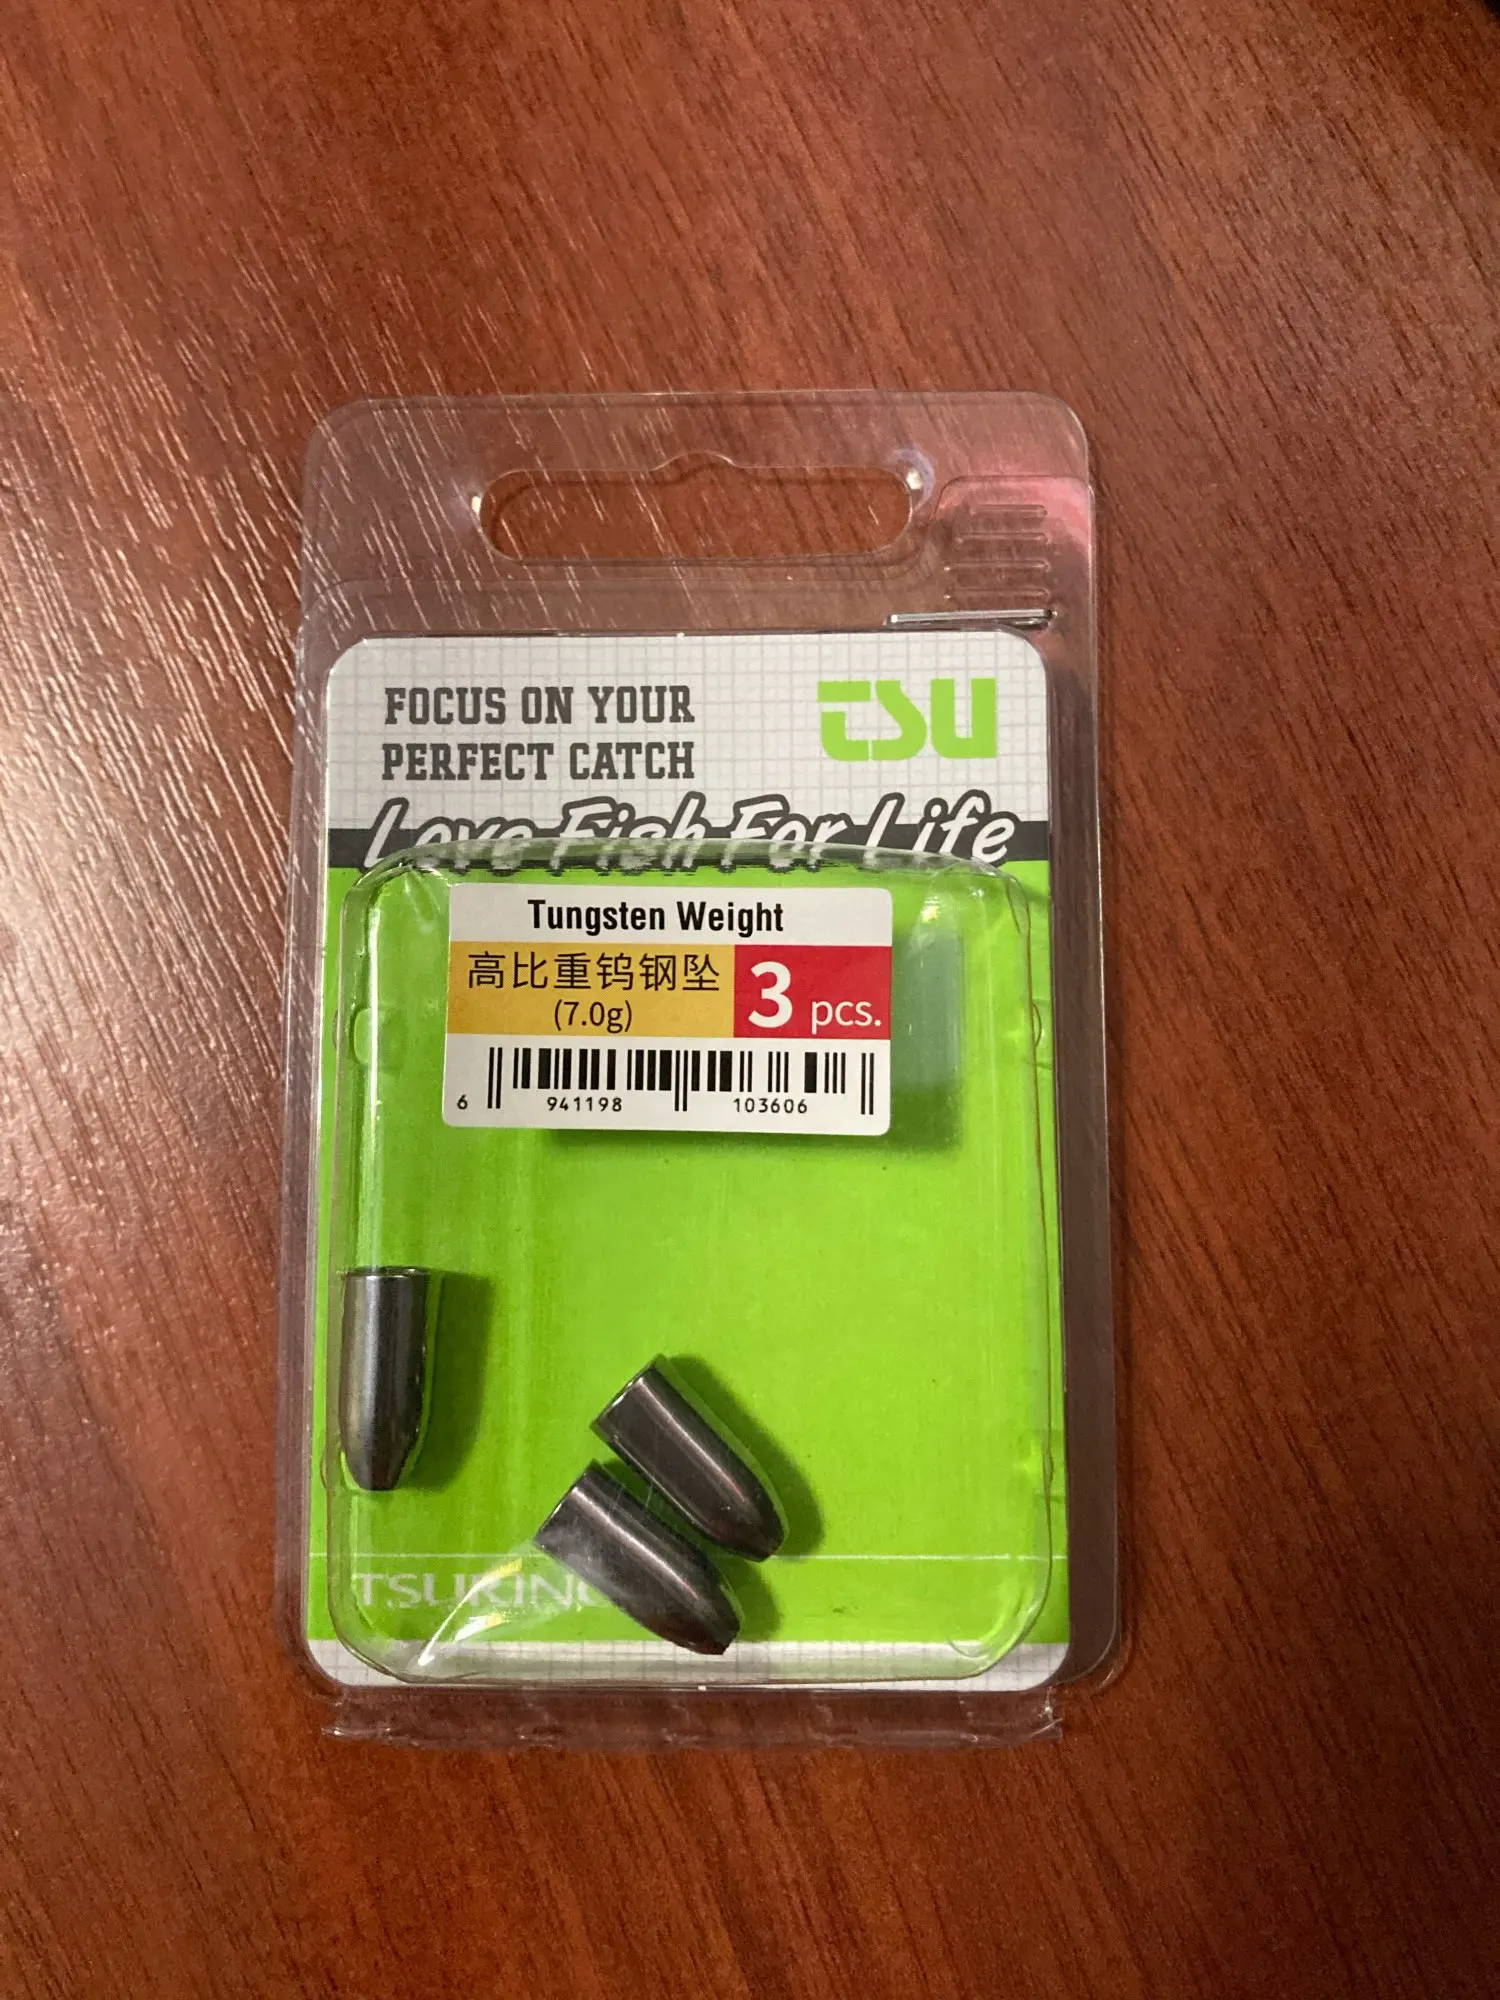 FOCUS ON YOUR
PERFECT CATCH
TSU
Love Fish For Life
Tungsten Weight
高比重钨钢坠
(7.0g)
3 pcs.
6 941198 103606
TSURINO